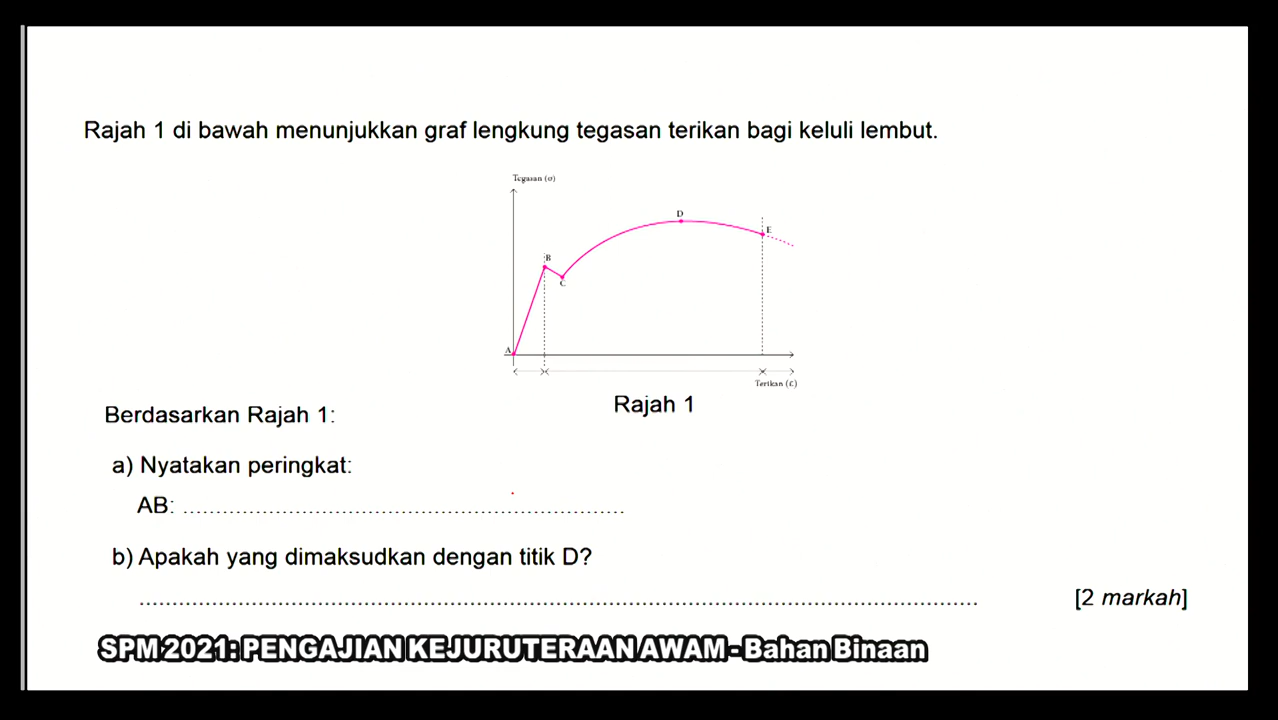 Rajah 1 di bawah menunjukkan graf lengkung tegasan terikan bagi keluli lembut.
Tegasan (σ)
D
E
B
C
A
Terikan (Ɛ)
Rajah 1
Berdasarkan Rajah 1:
a) Nyatakan peringkat:
AB: ....................................................................
b) Apakah yang dimaksudkan dengan titik D?
.................................................................................................................................
[2 markah]
SPM 2021: PENGAJIAN KEJURUTERAAN AWAM - Bahan Binaan